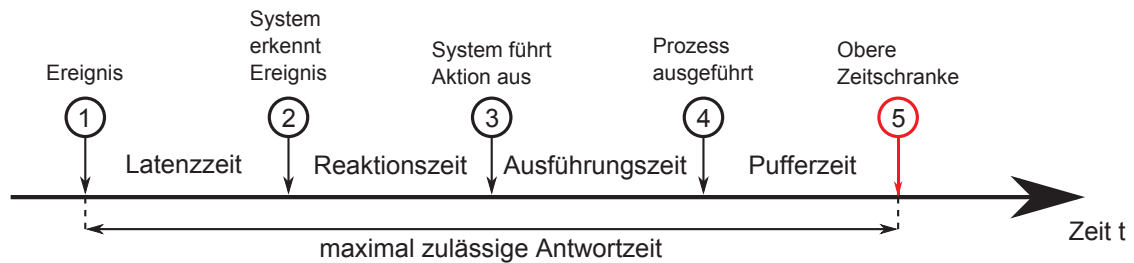 Ereignis
System
erkennt
Ereignis
System führt
Aktion aus
Prozess
ausgeführt
Obere
Zeitschranke
1
2
3
4
5
Latenzzeit
Reaktionszeit
Ausführungszeit
Pufferzeit
maximal zulässige Antwortzeit
Zeit t